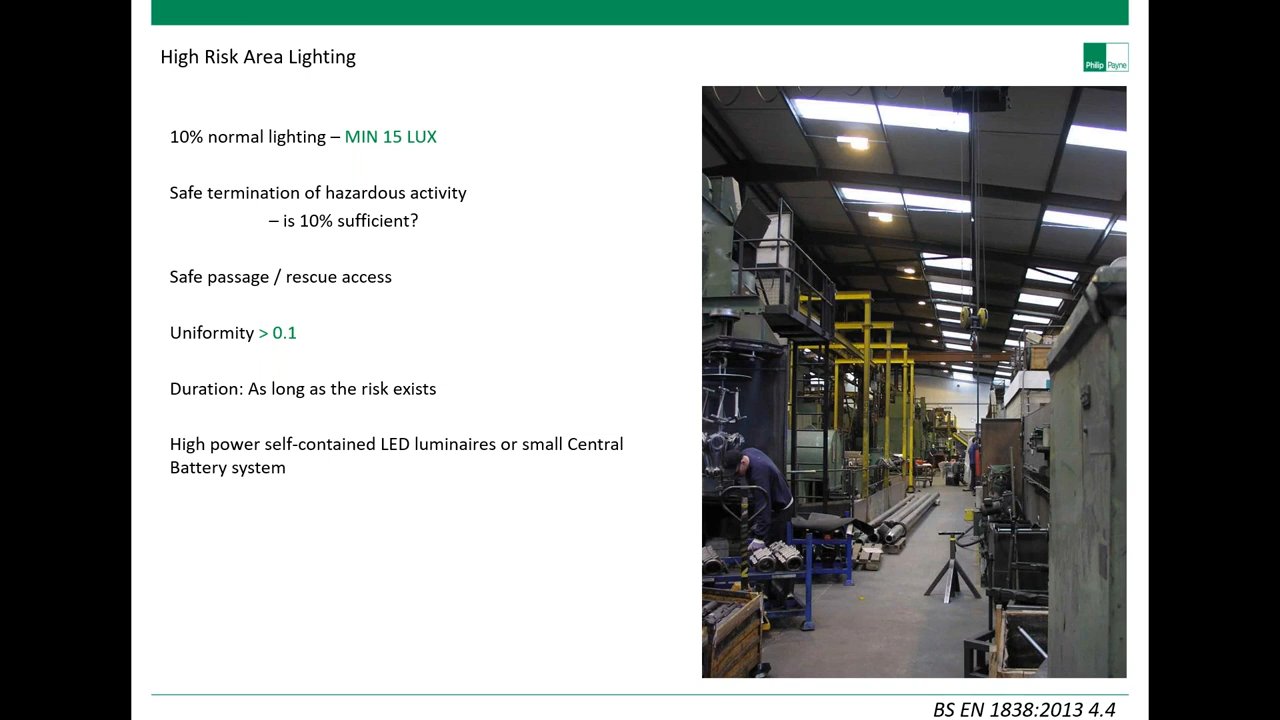 High Risk Area Lighting
Philip Payne
10% normal lighting – MIN 15 LUX
Safe termination of hazardous activity
– is 10% sufficient?
Safe passage / rescue access
Uniformity > 0.1
Duration: As long as the risk exists
High power self-contained LED luminaires or small Central
Battery system
BS EN 1838:2013 4.4